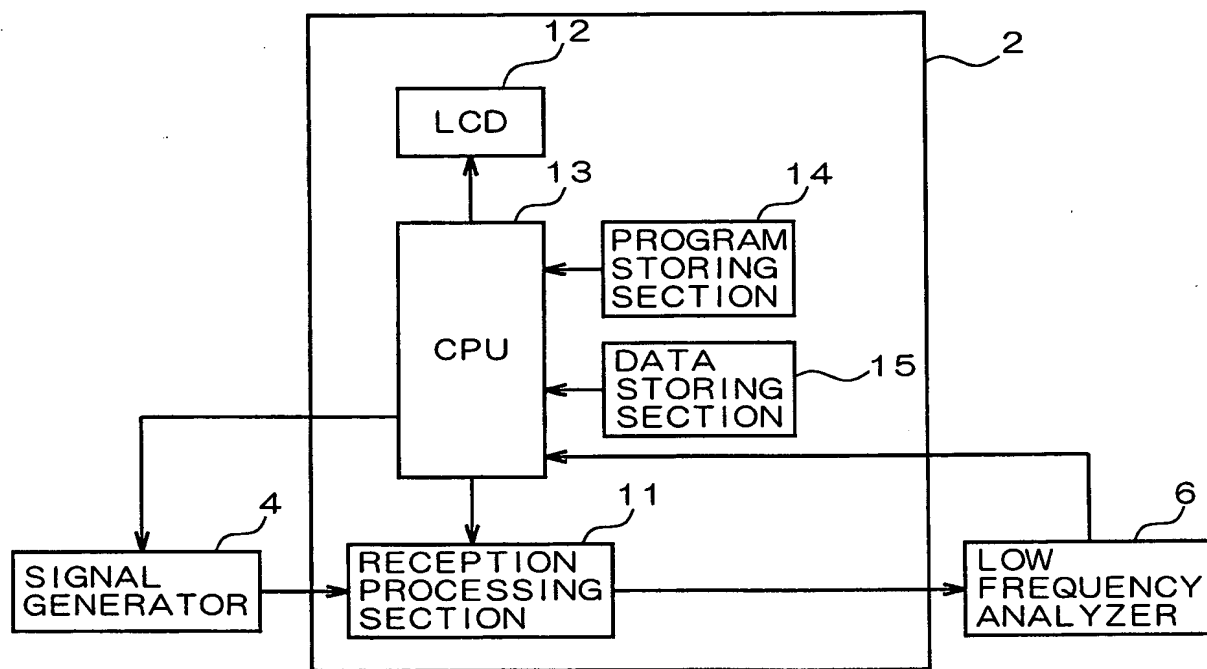 12
2
LCD
13
14
PROGRAM
STORING
SECTION
CPU
DATA
STORING
SECTION
15
4
11
6
SIGNAL
GENERATOR
RECEPTION
PROCESSING
SECTION
LOW
FREQUENCY
ANALYZER